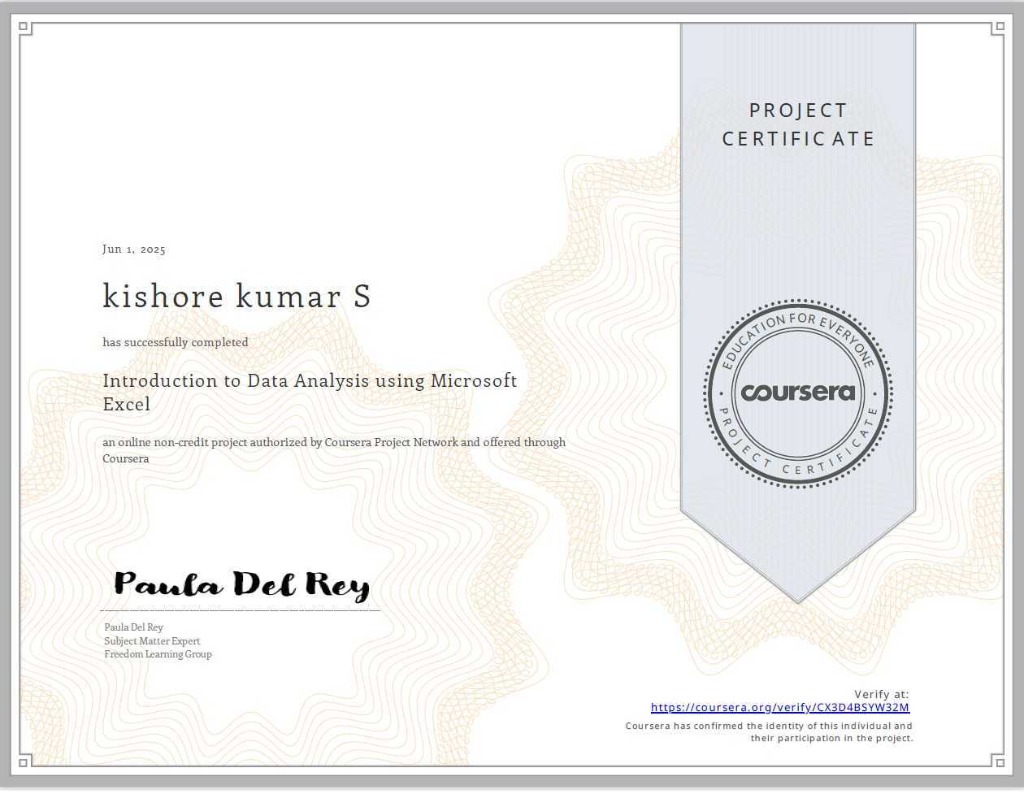 PROJECT
CERTIFICATE
Jun 1, 2025
kishore kumar S
has successfully completed
Introduction to Data Analysis using Microsoft
Excel
an online non-credit project authorized by Coursera Project Network and offered through
Coursera
EDUCATION FOR EVERYONE
coursera
PROJECT CERTIFICATE
Paula Del Rey
Paula Del Rey
Subject Matter Expert
Freedom Learning Group
Verify at:
https://coursera.org/verify/CX3D4BSYW32M
Coursera has confirmed the identity of this individual and
their participation in the project.